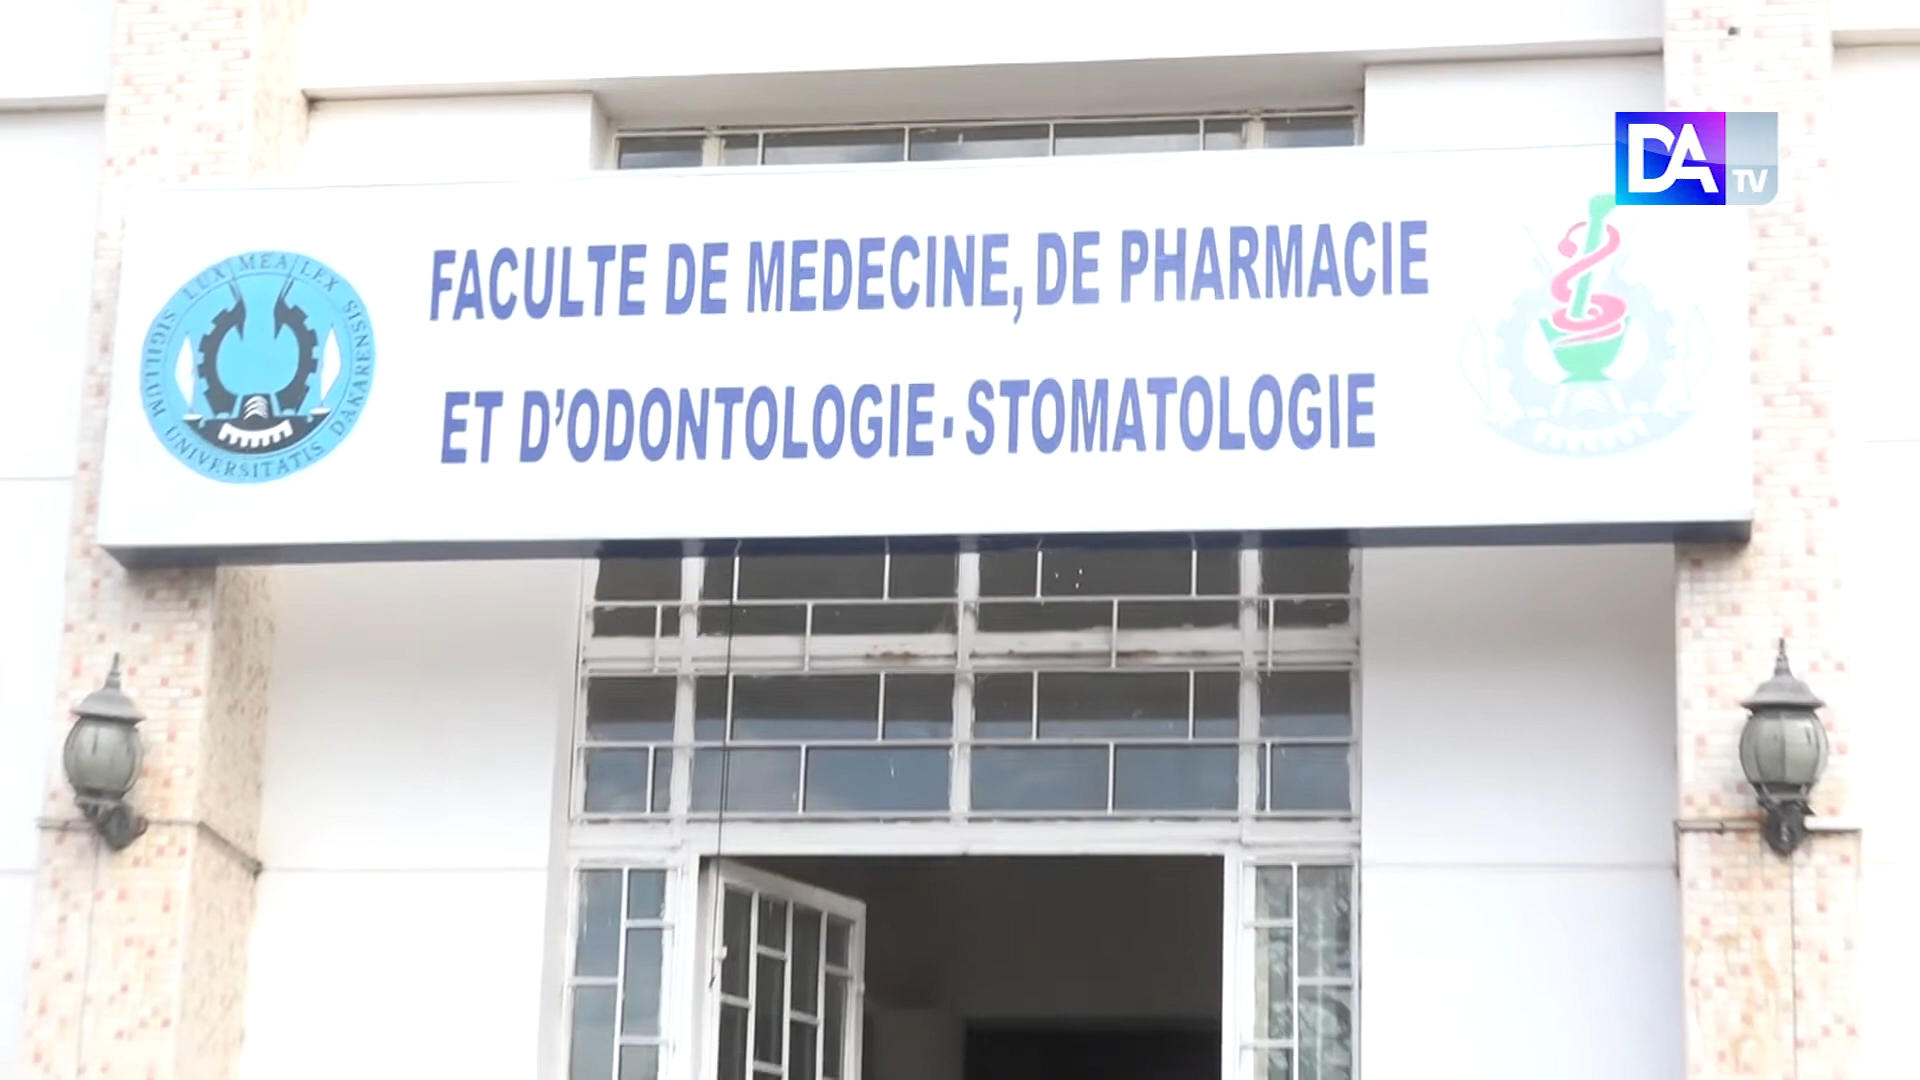 DA TV
FACULTE DE MEDECINE, DE PHARMACIE
ET D'ODONTOLOGIE-STOMATOLOGIE
LUX MEA LEX
SIGILLUM UNIVERSITATIS DAKARENSIS